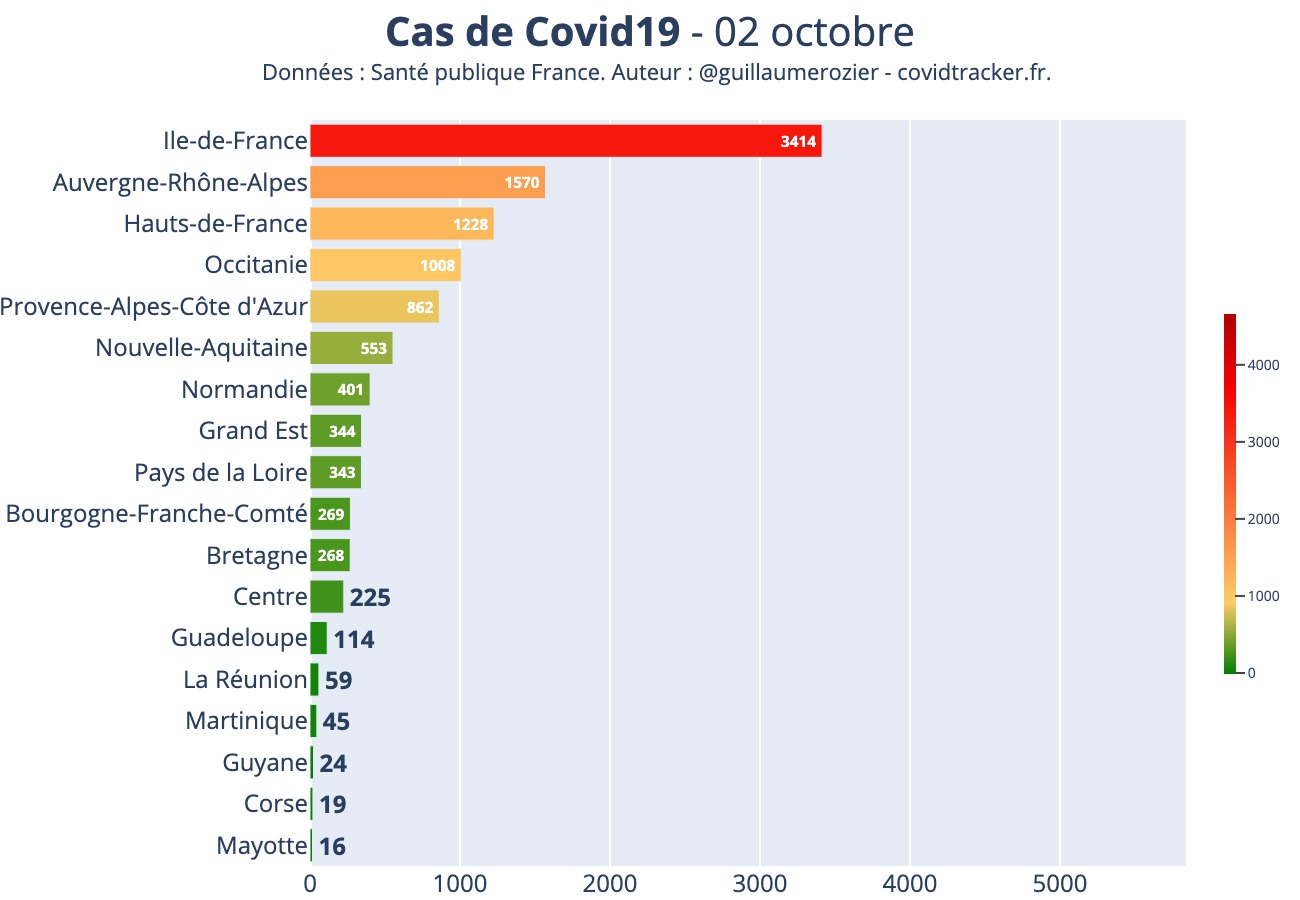 Cas de Covid19 - 02 octobre
Données : Santé publique France. Auteur : @guillaumerozier - covidtracker.fr.
Ile-de-France 3414
Auvergne-Rhône-Alpes 1570
Hauts-de-France 1228
Occitanie 1008
Provence-Alpes-Côte d'Azur 862
Nouvelle-Aquitaine 553
Normandie 401
Grand Est 344
Pays de la Loire 343
Bourgogne-Franche-Comté 269
Bretagne 268
Centre 225
Guadeloupe 114
La Réunion 59
Martinique 45
Guyane 24
Corse 19
Mayotte 16
0 1000 2000 3000 4000 5000
4000
3000
2000
1000
0